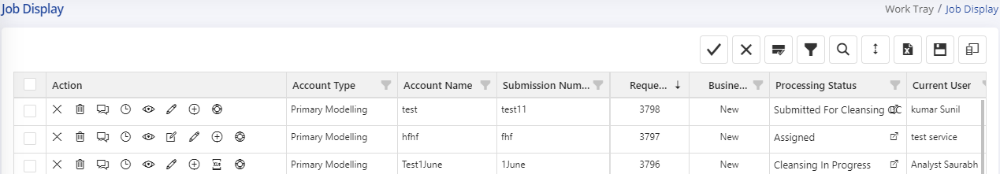 Job Display
Work Tray / Job Display
Action Account Type Account Name Submission Num... Reque... Busine... Processing Status Current User
Primary Modelling test test11 3798 New Submitted For Cleansing QC kumar Sunil
Primary Modelling hfhf fhf 3797 New Assigned test service
XLS
Primary Modelling Test1June 1June 3796 New Cleansing In Progress Analyst Saurabh